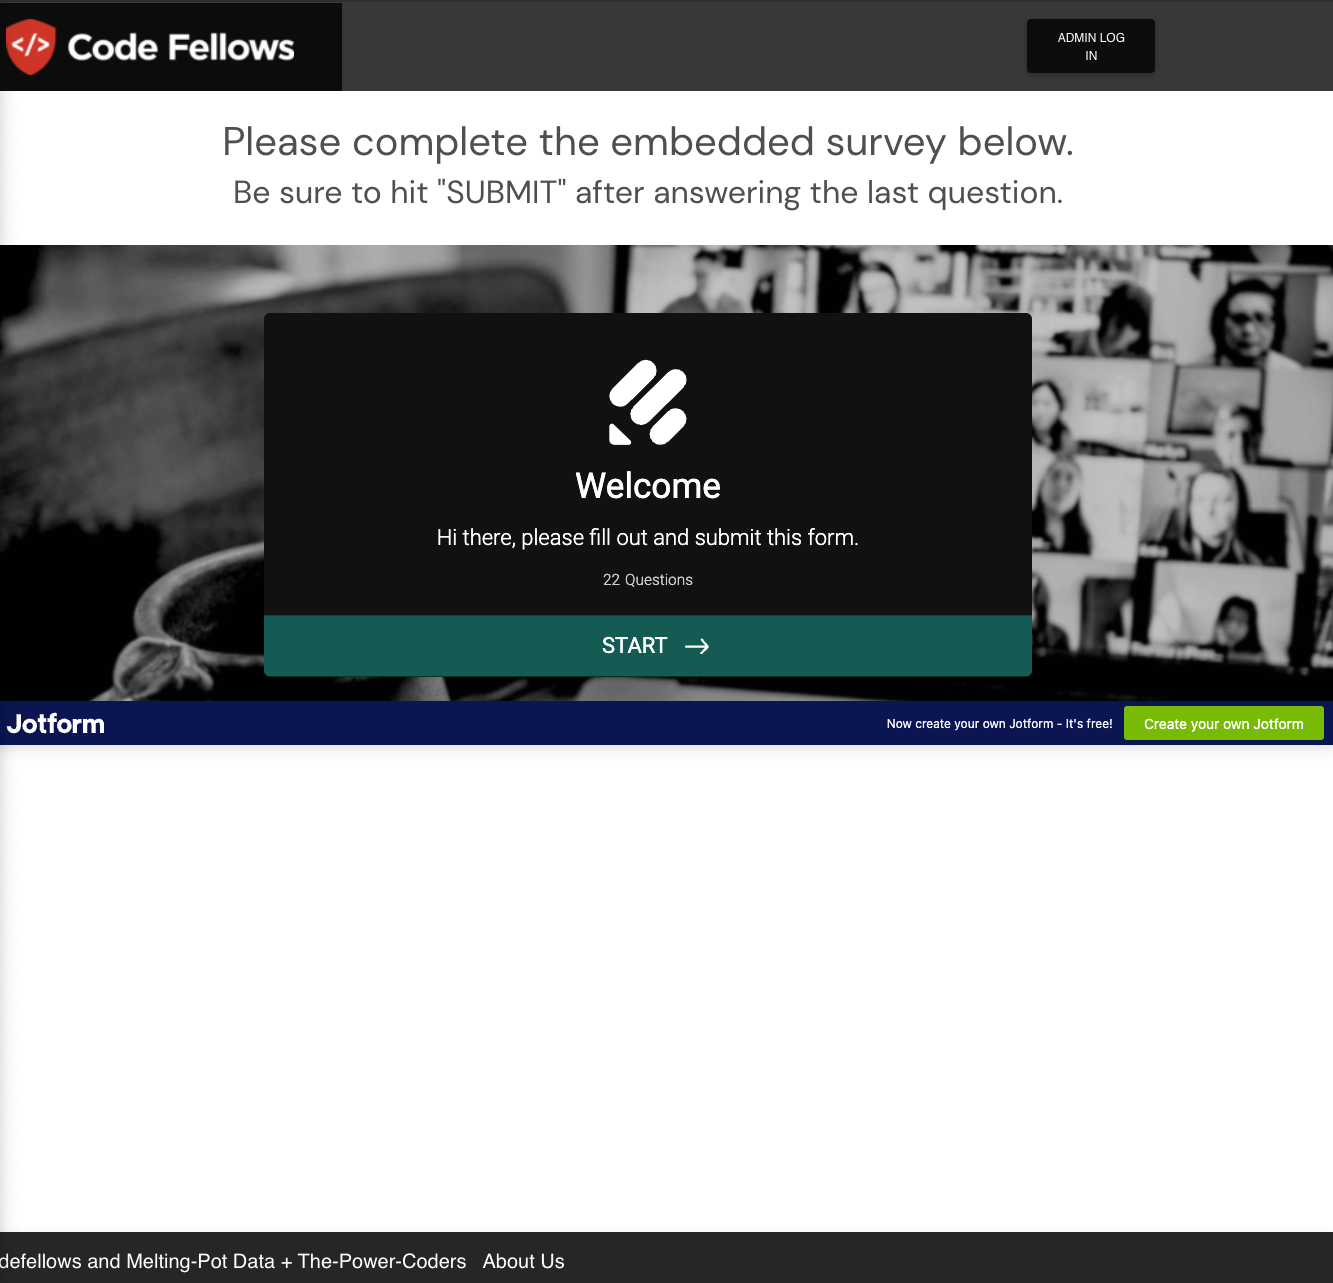 </> Code Fellows
ADMIN LOG
IN
Please complete the embedded survey below.
Be sure to hit "SUBMIT" after answering the last question.
Welcome
Hi there, please fill out and submit this form.
22 Questions
START →
Jotform
Now create your own Jotform - It's free!
Create your own Jotform
defellows and Melting-Pot Data + The-Power-Coders About Us